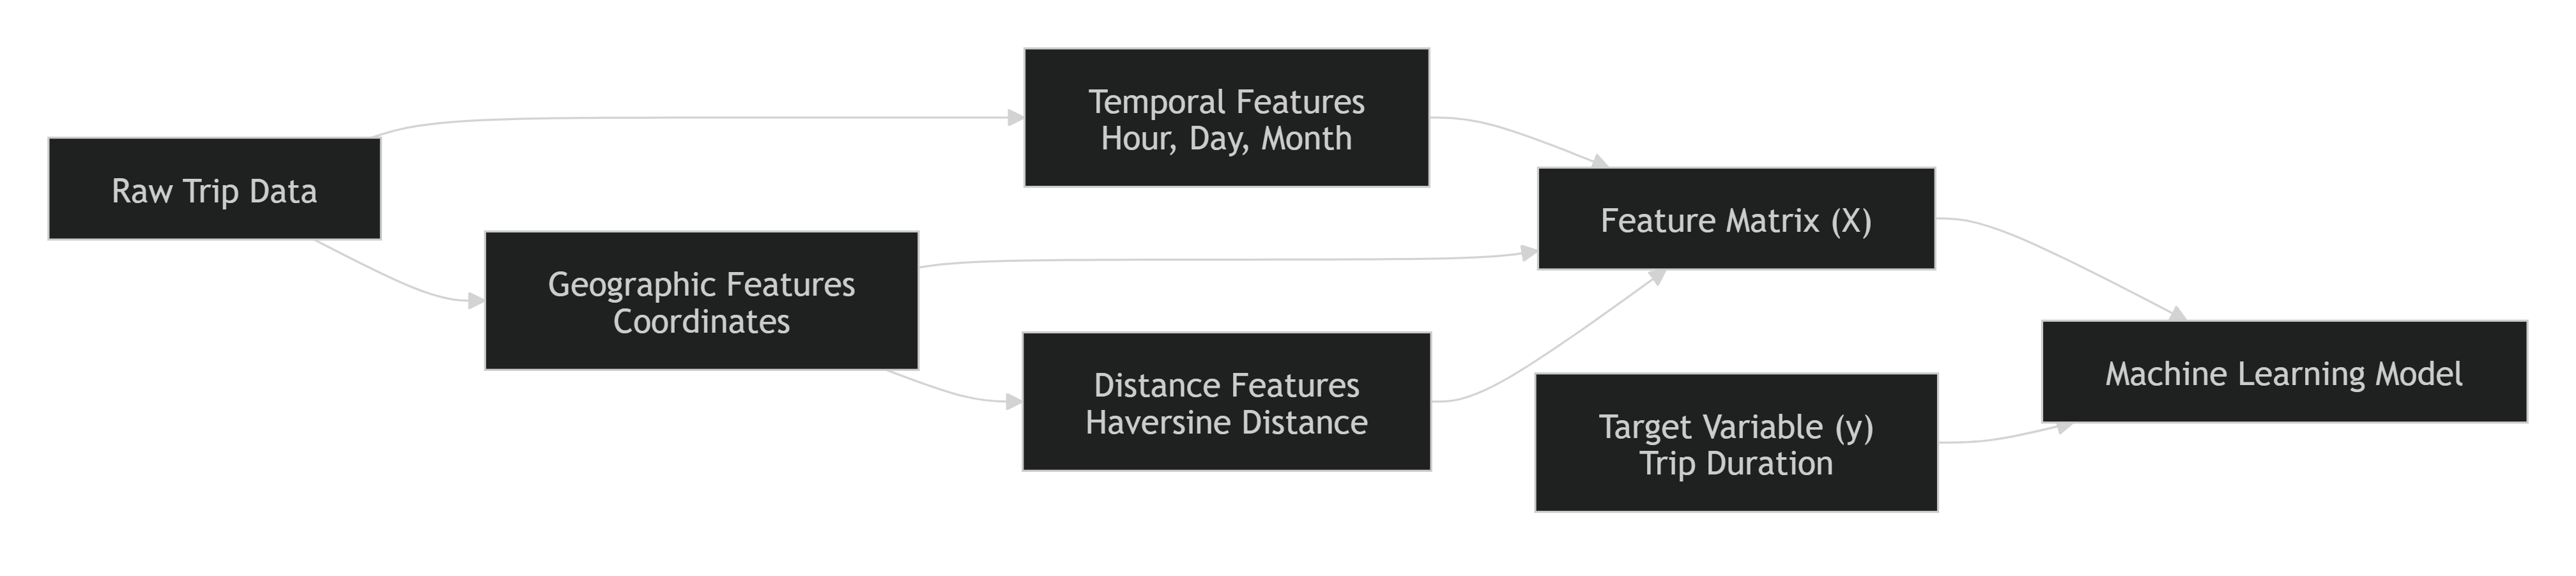 Raw Trip Data
Temporal Features
Hour, Day, Month
Geographic Features
Coordinates
Distance Features
Haversine Distance
Feature Matrix (X)
Target Variable (y)
Trip Duration
Machine Learning Model